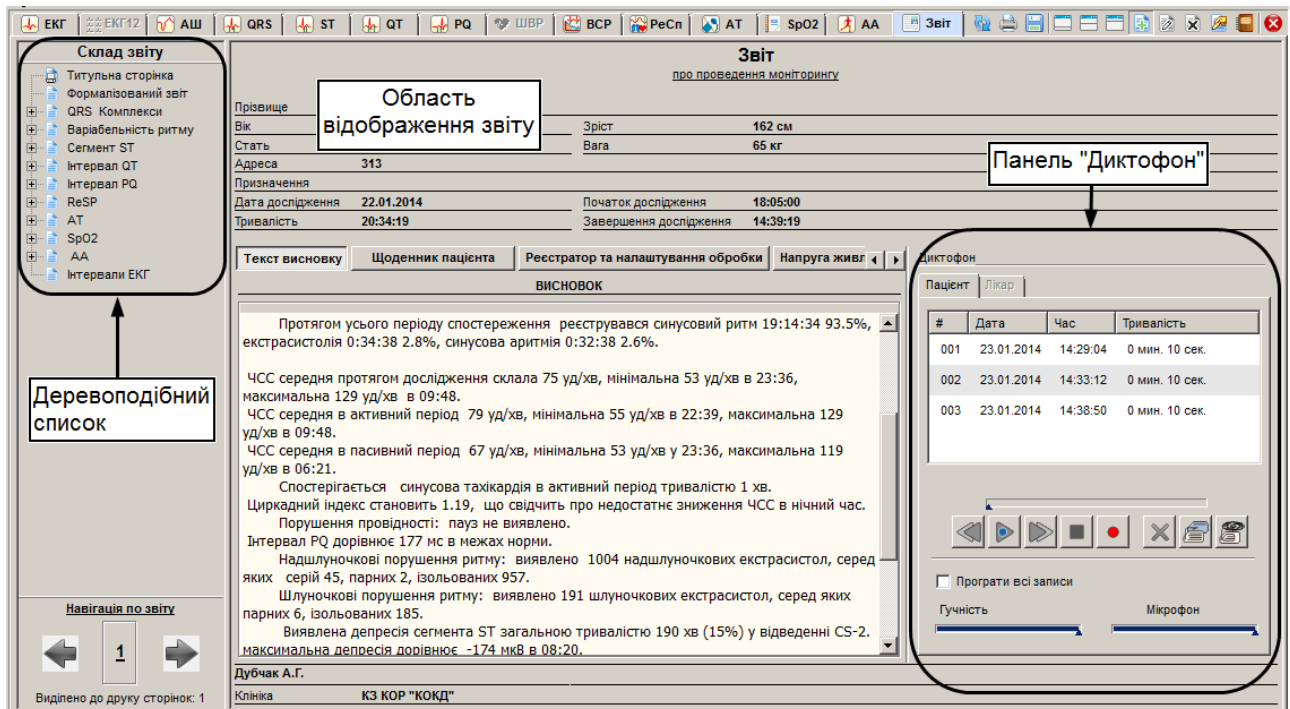 ЕКГ ЕКГ12 АШ QRS ST QT PQ ШВР ВСР РеСп АТ SpO2 АА Звіт
Склад звіту
Титульна сторінка
Формалізований звіт
QRS Комплекси
Варіабельність ритму
Сегмент ST
Інтервал QT
Інтервал PQ
ReSP
АТ
SpO2
АА
Інтервали ЕКГ
Деревоподібний
список
Навігація по звіту
1
Виділено до друку сторінок: 1
Звіт
про проведення моніторингу
Область
відображення звіту
Панель "Диктофон"
Прізвище
Вік Зріст 162 см
Стать Вага 65 кг
Адреса 313
Призначення
Дата дослідження 22.01.2014 Початок дослідження 18:05:00
Тривалість 20:34:19 Завершення дослідження 14:39:19
Текст висновку Щоденник пацієнта Реєстратор та налаштування обробки Напруга живл
ВИСНОВОК
Протягом усього періоду спостереження реєструвався синусовий ритм 19:14:34 93.5%,
екстрасистолія 0:34:38 2.8%, синусова аритмія 0:32:38 2.6%.
ЧСС середня протягом дослідження склала 75 уд/хв, мінімальна 53 уд/хв в 23:36,
максимальна 129 уд/хв в 09:48.
ЧСС середня в активний період 79 уд/хв, мінімальна 55 уд/хв в 22:39, максимальна 129
уд/хв в 09:48.
ЧСС середня в пасивний період 67 уд/хв, мінімальна 53 уд/хв у 23:36, максимальна 119
уд/хв в 06:21.
Спостерігається синусова тахікардія в активний період тривалістю 1 хв.
Циркадний індекс становить 1.19, що свідчить про недостатнє зниження ЧСС в нічний час.
Порушення провідності: пауз не виявлено.
Інтервал PQ дорівнює 177 мс в межах норми.
Надшлуночкові порушення ритму: виявлено 1004 надшлуночкових екстрасистол, серед
яких серій 45, парних 2, ізольованих 957.
Шлуночкові порушення ритму: виявлено 191 шлуночкових екстрасистол, серед яких
парних 6, ізольованих 185.
Виявлена депресія сегмента ST загальною тривалістю 190 хв (15%) у відведенні CS-2.
максимальна депресія дорівнює -174 мкВ в 08:20.
Дубчак А.Г.
Клініка КЗ КОР "КОКД"
Диктофон
Пацієнт Лікар
# Дата Час Тривалість
001 23.01.2014 14:29:04 0 мин. 10 сек.
002 23.01.2014 14:33:12 0 мин. 10 сек.
003 23.01.2014 14:38:50 0 мин. 10 сек.
Програти всі записи
Гучність Мікрофон